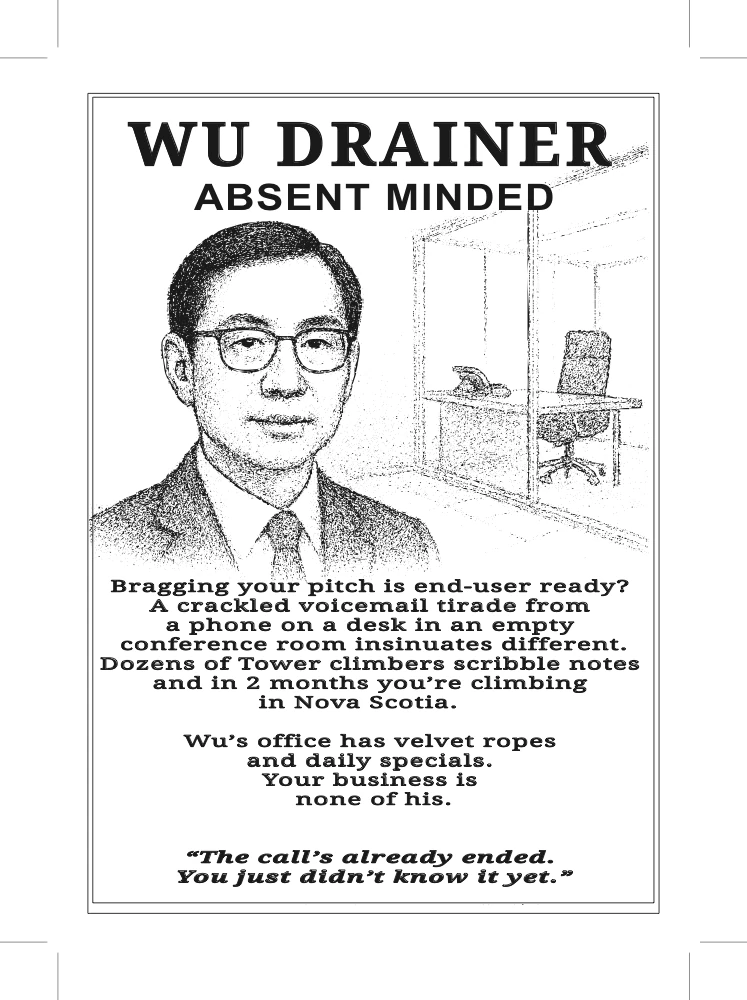 WU DRAINER
ABSENT MINDED
Bragging your pitch is end-user ready?
A crackled voicemail tirade from
a phone on a desk in an empty
conference room insinuates different.
Dozens of Tower climbers scribble notes
and in 2 months you’re climbing
in Nova Scotia.
Wu’s office has velvet ropes
and daily specials.
Your business is
none of his.
“The call’s already ended.
You just didn’t know it yet.”